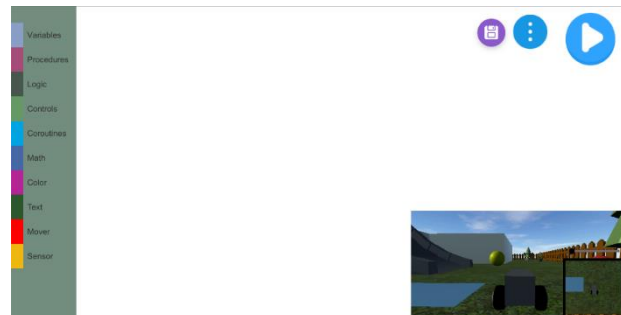 Variables
Procedures
Logic
Controls
Coroutines
Math
Color
Text
Mover
Sensor